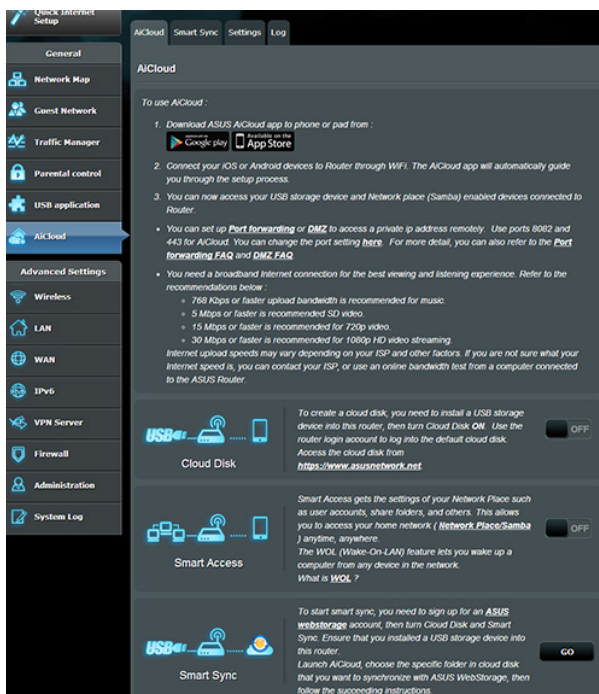 Quick Internet
Setup
AiCloud Smart Sync Settings Log
General
Network Map
Guest Network
Traffic Manager
Parental control
USB application
AiCloud
Advanced Settings
Wireless
LAN
WAN
IPv6
VPN Server
Firewall
Administration
System Log
AiCloud
To use AiCloud :
1. Download ASUS AiCloud app to phone or pad from :
ANDROID APP ON
Google play
Available on the
App Store
2. Connect your iOS or Android devices to Router through WiFi. The AiCloud app will automatically guide
you through the setup process.
3. You can now access your USB storage device and Network place (Samba) enabled devices connected to
Router.
• You can set up Port forwarding or DMZ to access a private ip address remotely. Use ports 8082 and
443 for AiCloud. You can change the port setting here. For more detail, you can also refer to the Port
forwarding FAQ and DMZ FAQ
• You need a broadband Internet connection for the best viewing and listening experience. Refer to the
recommendations below :
768 Kbps or faster upload bandwidth is recommended for music.
5 Mbps or faster is recommended SD video.
15 Mbps or faster is recommended for 720p video.
30 Mbps or faster is recommended for 1080p HD video streaming.
Internet upload speeds may vary depending on your ISP and other factors. If you are not sure what your
Internet speed is, you can contact your ISP, or use an online bandwidth test from a computer connected
to the ASUS Router.
USB
Cloud Disk
To create a cloud disk, you need to install a USB storage
device into this router, then turn Cloud Disk ON. Use the
router login account to log into the default cloud disk.
Access the cloud disk from
https://www.asusnetwork.net.
OFF
Smart Access
Smart Access gets the settings of your Network Place such
as user accounts, share folders, and others. This allows
you to access your home network ( Network Place/Samba
) anytime, anywhere.
The WOL (Wake-On-LAN) feature lets you wake up a
computer from any device in the network.
What is WOL ?
OFF
USB
Smart Sync
To start smart sync, you need to sign up for an ASUS
webstorage account, then turn Cloud Disk and Smart
Sync. Ensure that you installed a USB storage device into
this router.
Launch AiCloud, choose the specific folder in cloud disk
that you want to synchronize with ASUS WebStorage, then
follow the succeeding instructions.
GO